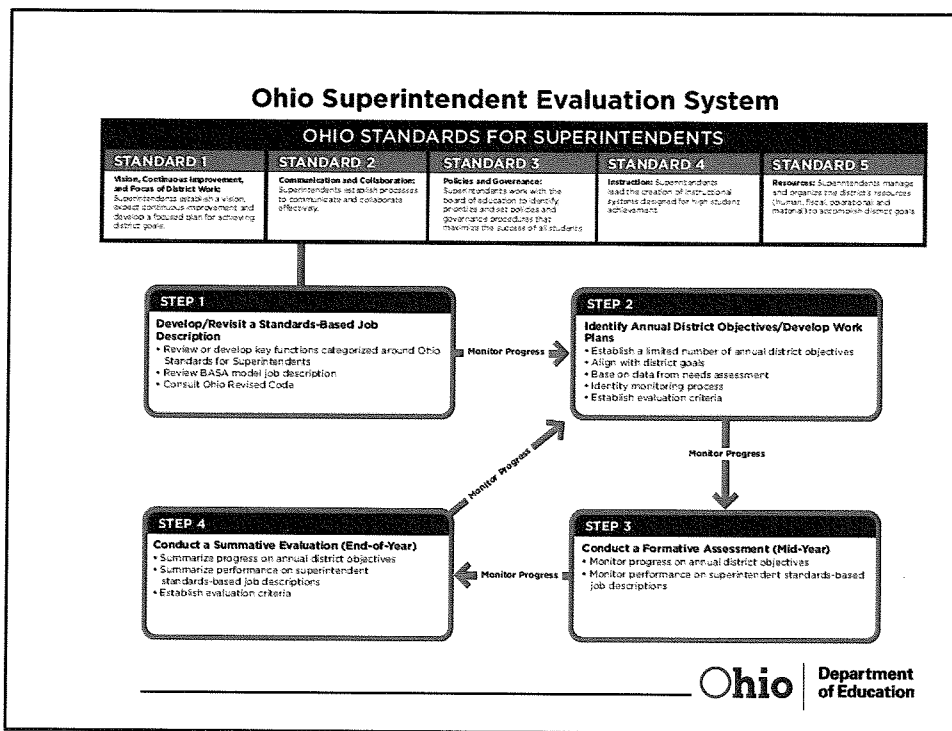 Ohio Superintendent Evaluation System
OHIO STANDARDS FOR SUPERINTENDENTS
STANDARD 1
Vision, Continuous Improvement,
and Focus of District Work:
Superintendents establish a vision,
expect continuous improvement and
develop a focused plan for achieving
district goals.
STANDARD 2
Communication and Collaboration:
Superintendents establish processes
to communicate and collaborate
effectively.
STANDARD 3
Policies and Governance:
Superintendents work with the
board of education to identify
priorities and set policies and
governance procedures that
maximize the success of all students
STANDARD 4
Instruction: Superintendents
lead the creation of instructional
systems designed for high student
achievement.
STANDARD 5
Resources: Superintendents manage
and organize the district's resources
(human, fiscal, operational and
material) to accomplish district goals
STEP 1
Develop/Revisit a Standards-Based Job
Description
• Review or develop key functions categorized around Ohio
Standards for Superintendents
• Review BASA model job description
• Consult Ohio Revised Code
Monitor Progress
STEP 2
Identify Annual District Objectives/Develop Work
Plans
• Establish a limited number of annual district objectives
• Align with district goals
• Base on data from needs assessment
• Identity monitoring process
• Establish evaluation criteria
Monitor Progress
Monitor Progress
STEP 4
Conduct a Summative Evaluation (End-of-Year)
• Summarize progress on annual district objectives
• Summarize performance on superintendent
standards-based job descriptions
• Establish evaluation criteria
Monitor Progress
STEP 3
Conduct a Formative Assessment (Mid-Year)
• Monitor progress on annual district objectives
• Monitor performance on superintendent standards-based
job descriptions
Ohio
Department
of Education